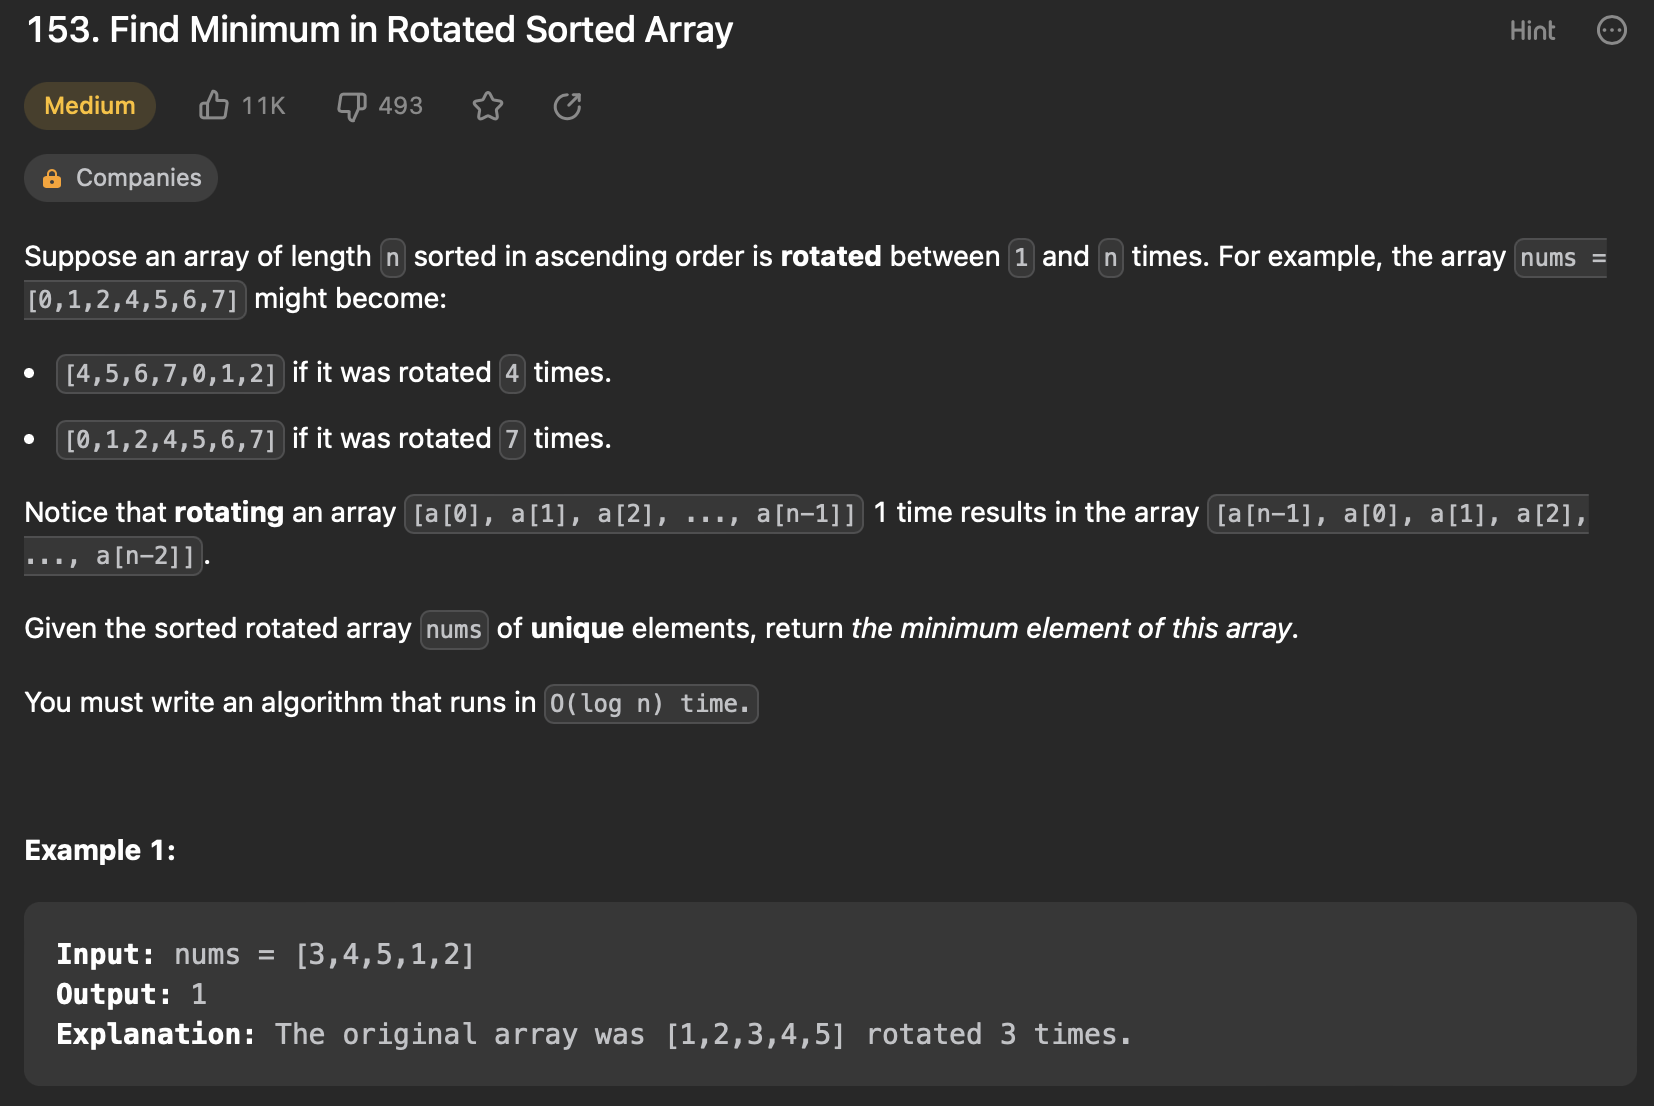 153. Find Minimum in Rotated Sorted Array
Hint
Medium
11K
493
Companies
Suppose an array of length n sorted in ascending order is rotated between 1 and n times. For example, the array nums =
[0,1,2,4,5,6,7] might become:
• [4,5,6,7,0,1,2] if it was rotated 4 times.
• [0,1,2,4,5,6,7] if it was rotated 7 times.
Notice that rotating an array [a[0], a[1], a[2], ..., a[n-1]] 1 time results in the array [a[n-1], a[0], a[1], a[2],
..., a[n-2]].
Given the sorted rotated array nums of unique elements, return the minimum element of this array.
You must write an algorithm that runs in O(log n) time.
Example 1:
Input: nums = [3,4,5,1,2]
Output: 1
Explanation: The original array was [1,2,3,4,5] rotated 3 times.